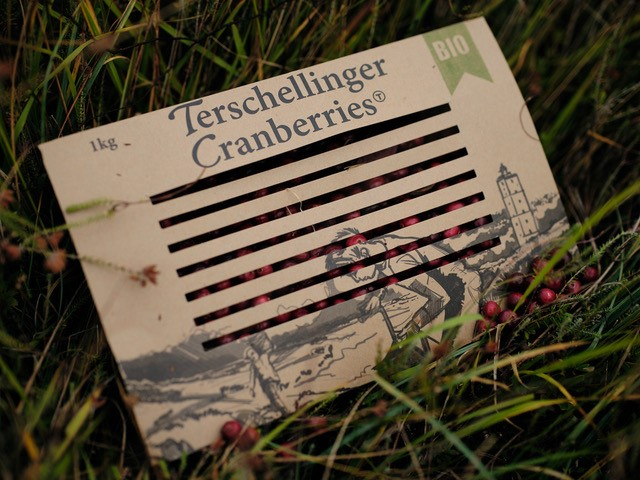 BIO
Terschellinger
Cranberries Ⓣ
1kg